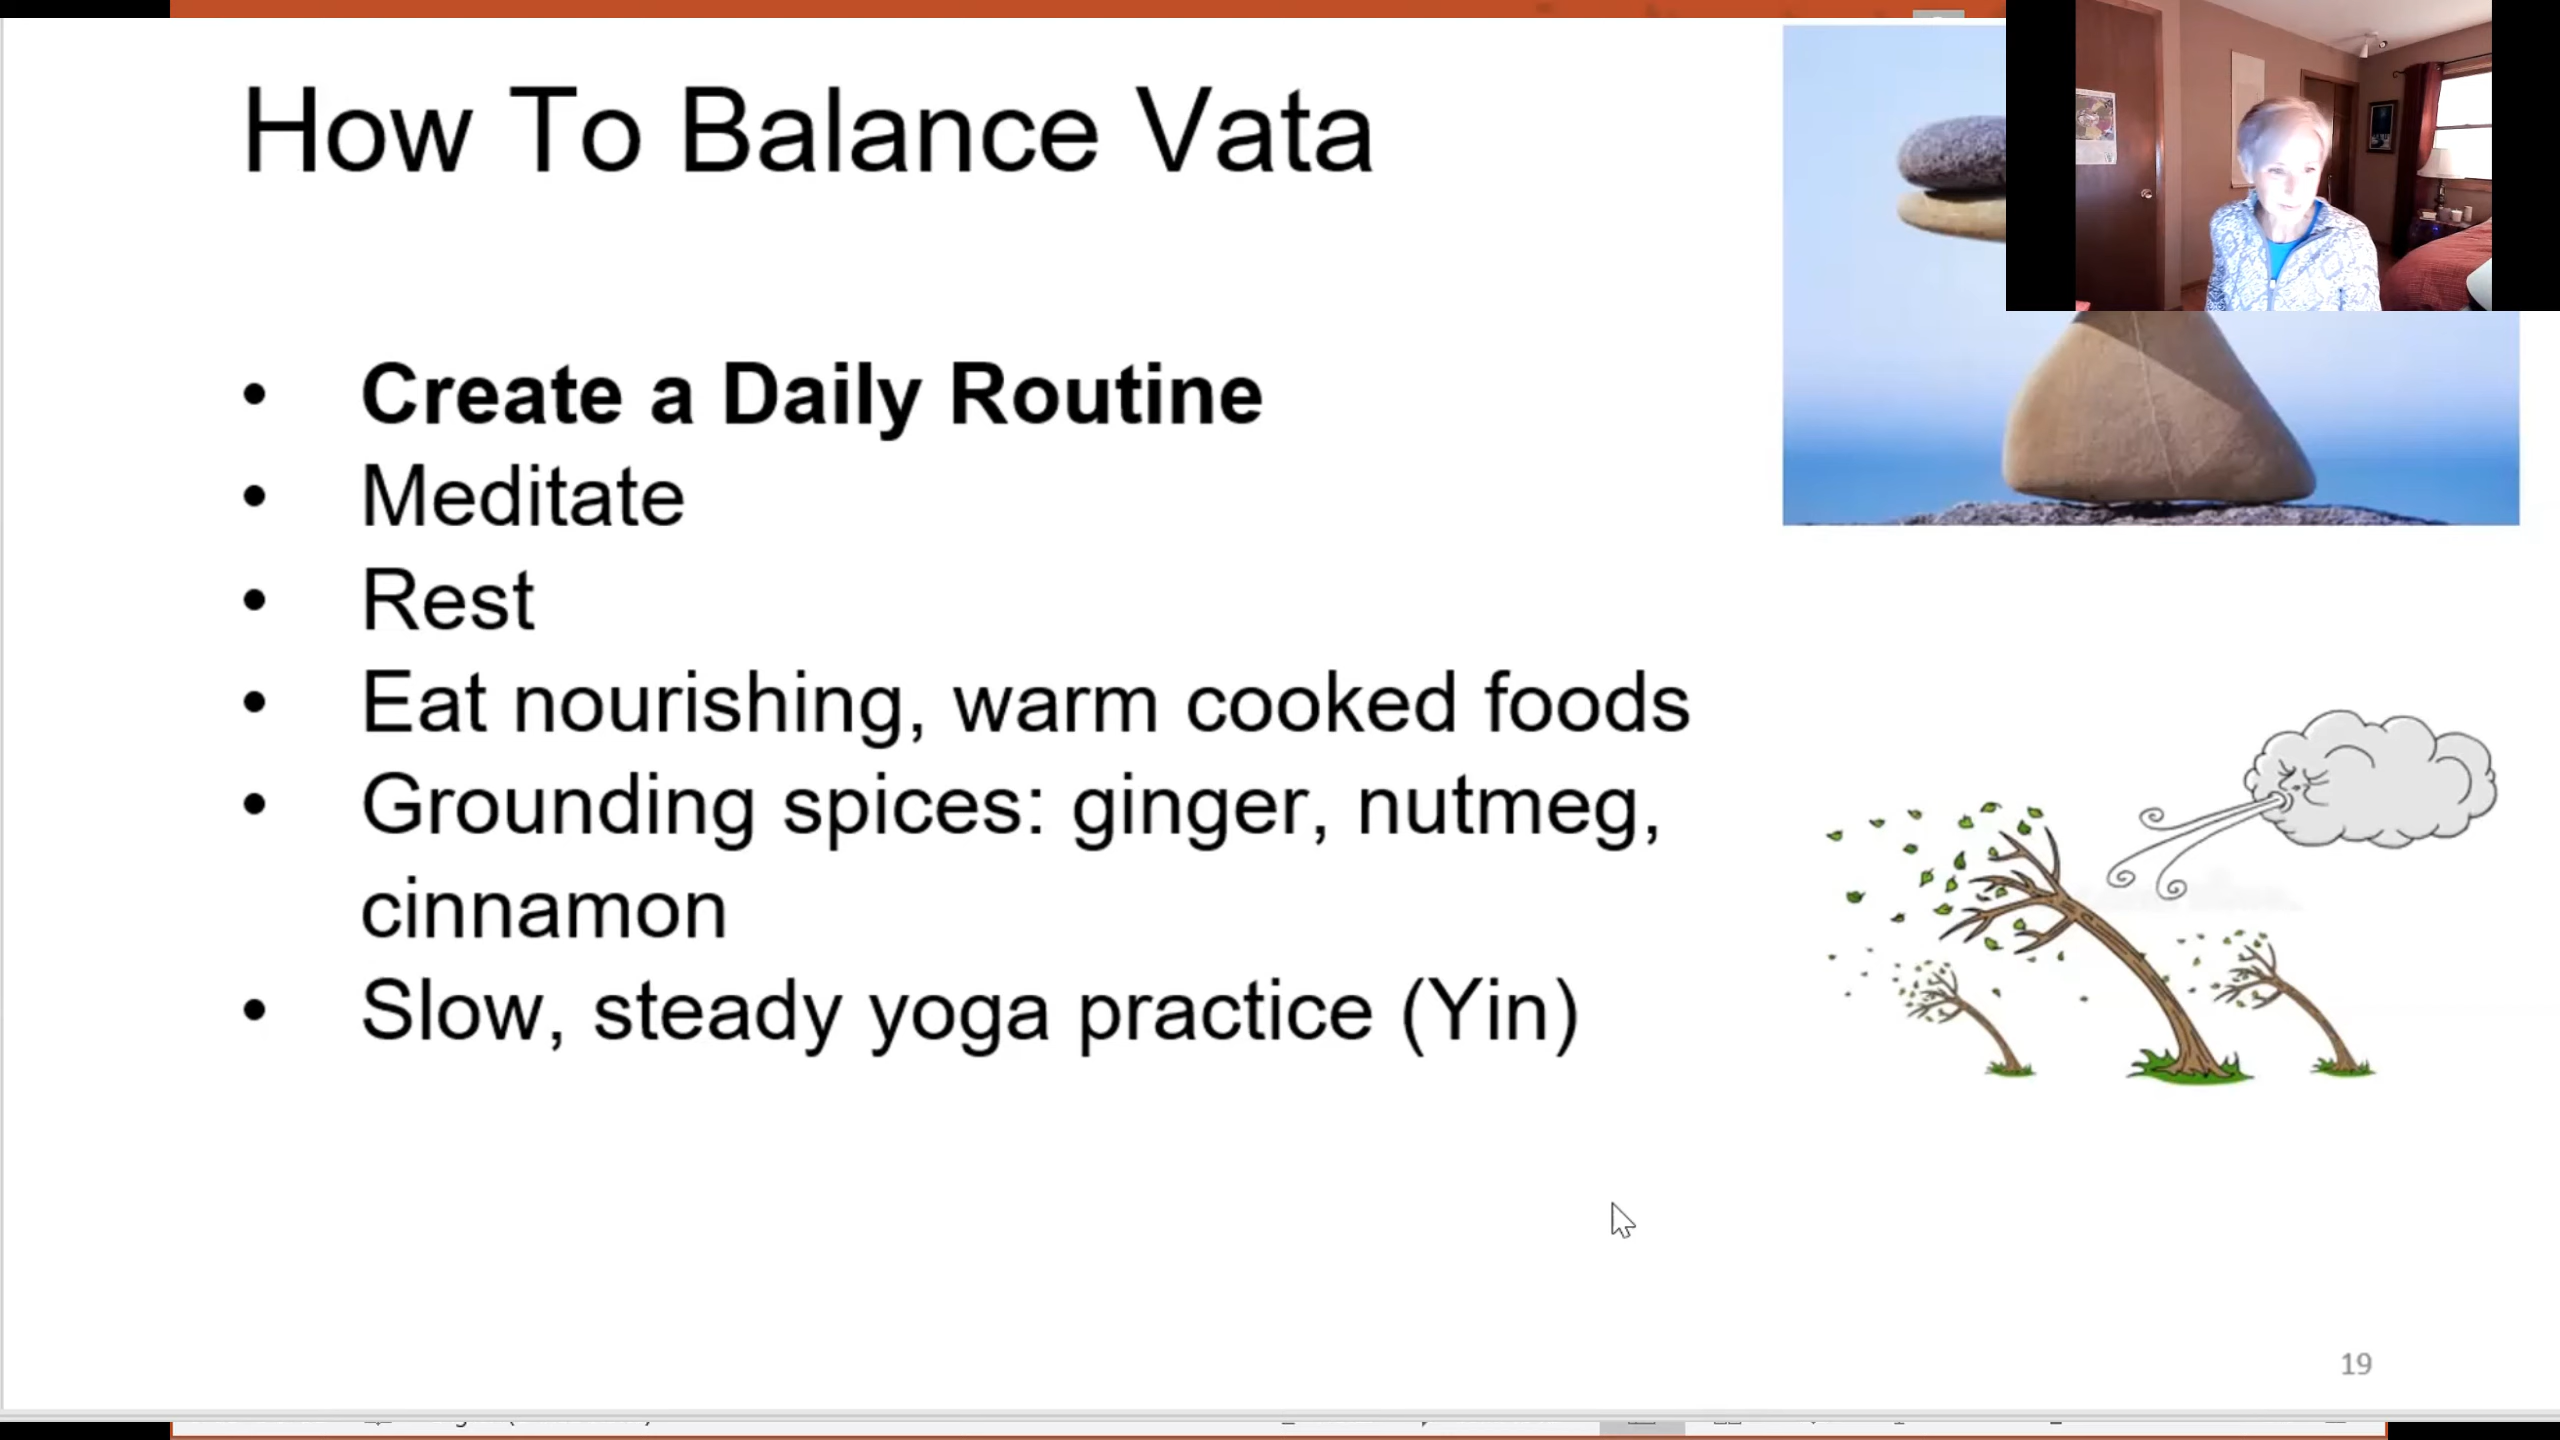 How To Balance Vata
• Create a Daily Routine
• Meditate
• Rest
• Eat nourishing, warm cooked foods
• Grounding spices: ginger, nutmeg,
cinnamon
• Slow, steady yoga practice (Yin)
19